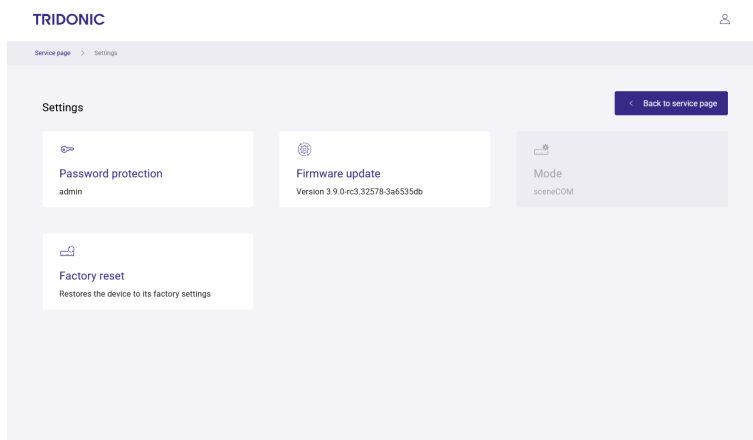 TRIDONIC
Service page > Settings
Settings
< Back to service page
Password protection
admin
Firmware update
Version 3.9.0-rc3.32578-3a6535db
Mode
sceneCOM
Factory reset
Restores the device to its factory settings